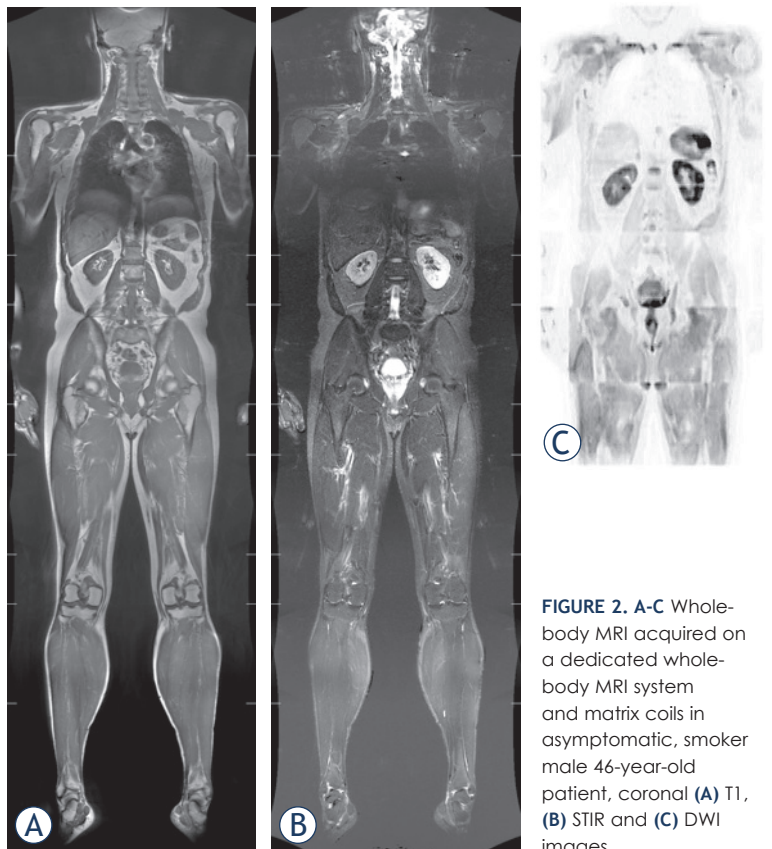 A
B
C
FIGURE 2. A-C Whole-
body MRI acquired on
a dedicated whole-
body MRI system
and matrix coils in
asymptomatic, smoker
male 46-year-old
patient, coronal (A) T1,
(B) STIR and (C) DWI
images